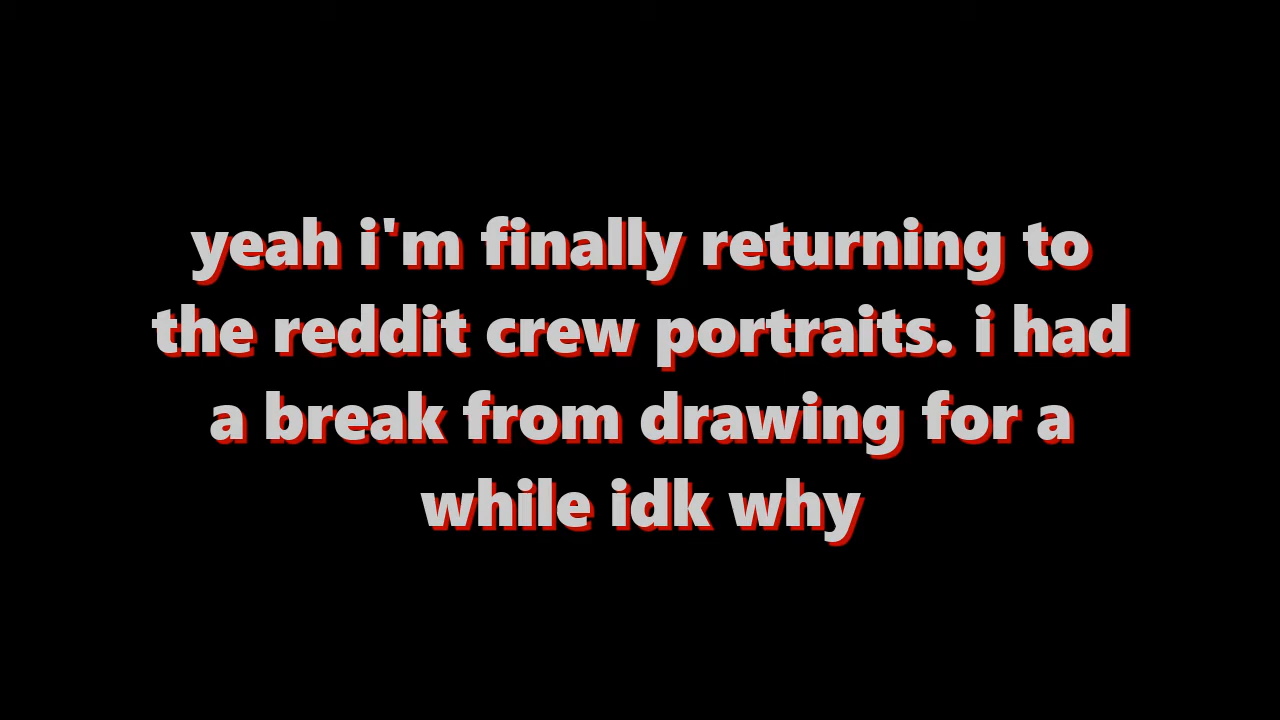 yeah i'm finally returning to
the reddit crew portraits. i had
a break from drawing for a
while idk why